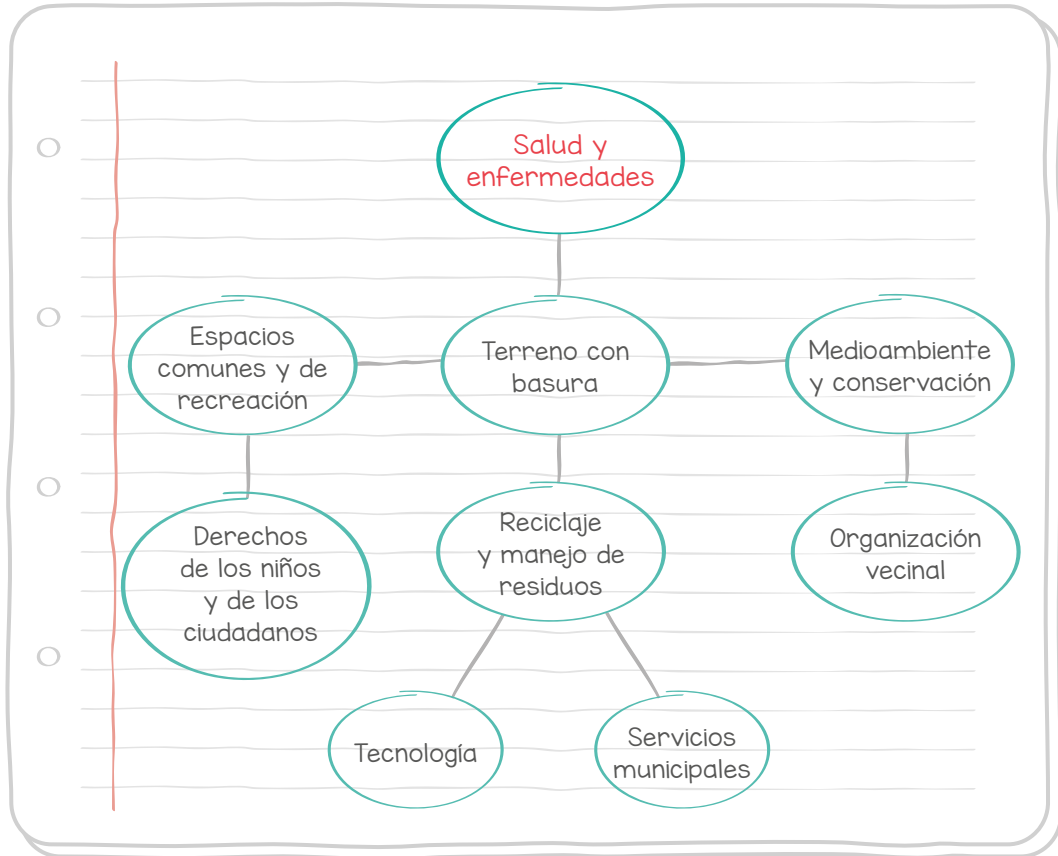 Salud y
enfermedades
Espacios
comunes y de
recreación
Terreno con
basura
Medioambiente
y conservación
Derechos
de los niños
y de los
ciudadanos
Reciclaje
y manejo de
residuos
Organización
vecinal
Tecnología
Servicios
municipales